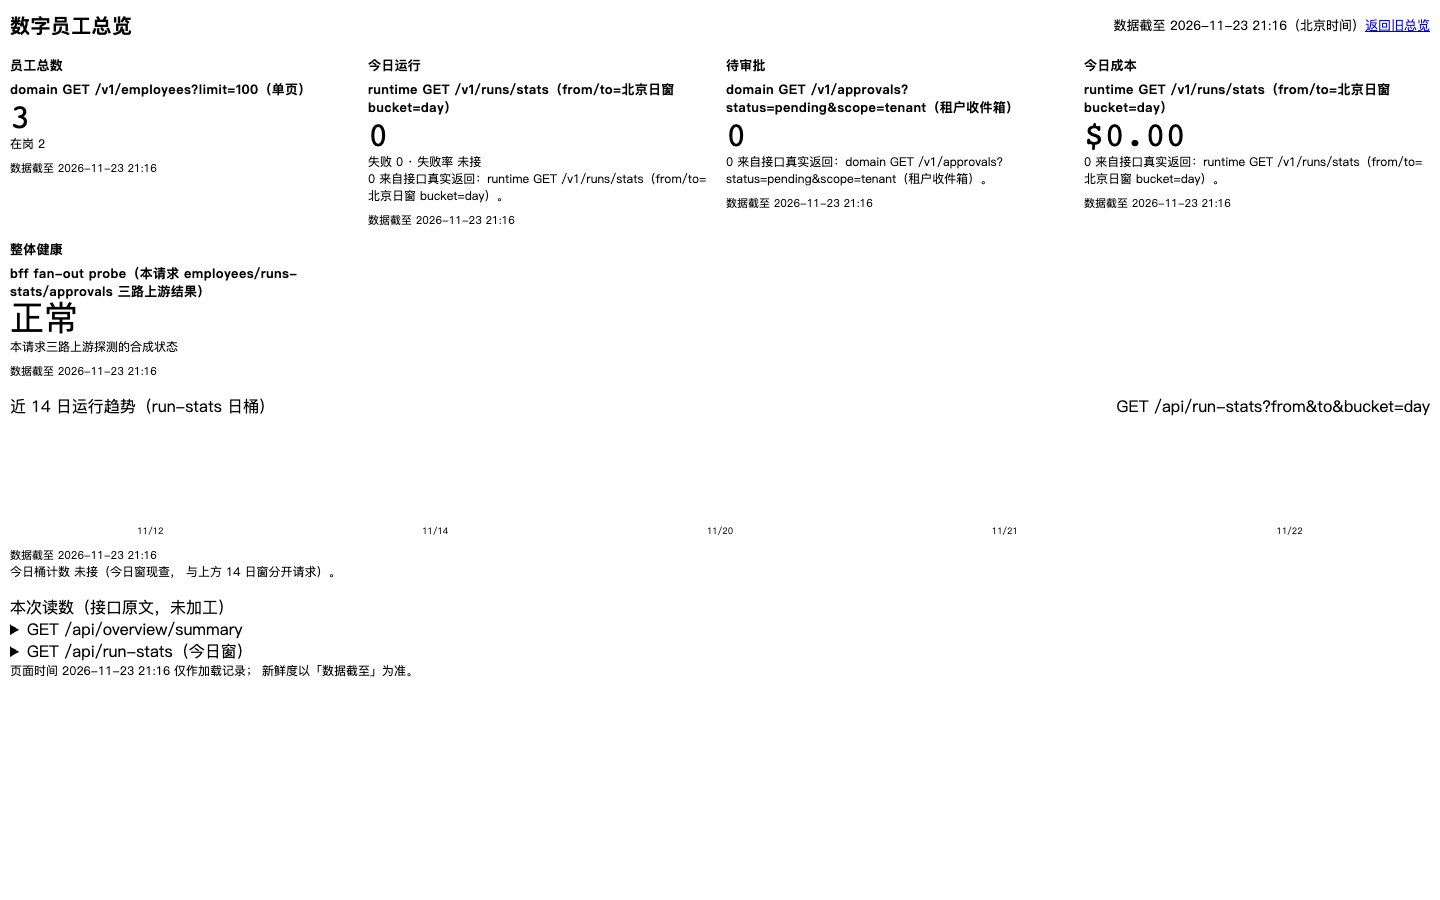 数字员工总览
数据截至 2026-11-23 21:16（北京时间）返回旧总览
员工总数
domain GET /v1/employees?limit=100（单页）
3
在岗 2
数据截至 2026-11-23 21:16
今日运行
runtime GET /v1/runs/stats（from/to=北京日窗
bucket=day）
0
失败 0 · 失败率 未接
0 来自接口真实返回：runtime GET /v1/runs/stats（from/to=
北京日窗 bucket=day）。
数据截至 2026-11-23 21:16
待审批
domain GET /v1/approvals?
status=pending&scope=tenant（租户收件箱）
0
0 来自接口真实返回：domain GET /v1/approvals?
status=pending&scope=tenant（租户收件箱）。
数据截至 2026-11-23 21:16
今日成本
runtime GET /v1/runs/stats（from/to=北京日窗
bucket=day）
$0.00
0 来自接口真实返回：runtime GET /v1/runs/stats（from/to=
北京日窗 bucket=day）。
数据截至 2026-11-23 21:16
整体健康
bff fan-out probe（本请求 employees/runs-
stats/approvals 三路上游结果）
正常
本请求三路上游探测的合成状态
数据截至 2026-11-23 21:16
近 14 日运行趋势（run-stats 日桶）
GET /api/run-stats?from&to&bucket=day
11/12
11/14
11/20
11/21
11/22
数据截至 2026-11-23 21:16
今日桶计数 未接（今日窗现查， 与上方 14 日窗分开请求）。
本次读数（接口原文，未加工）
▶ GET /api/overview/summary
▶ GET /api/run-stats（今日窗）
页面时间 2026-11-23 21:16 仅作加载记录； 新鲜度以「数据截至」为准。